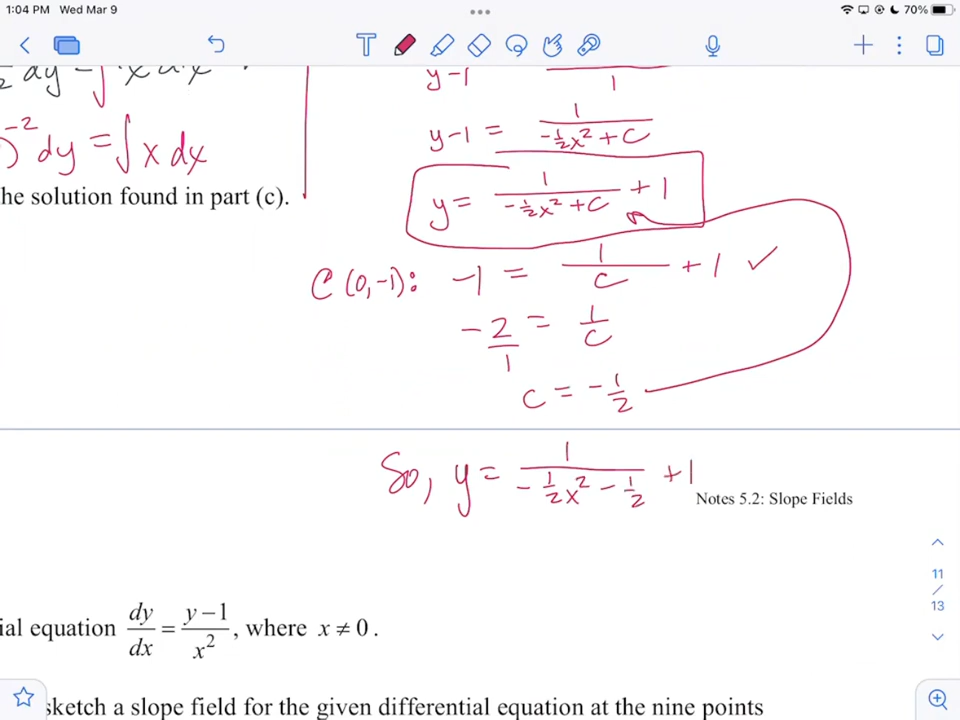 1:04 PM Wed Mar 9
70%
)⁻² dy = ∫ x dx
he solution found in part (c).
y-1
1
y-1 = 1/(-½x² + C)
y = 1/(-½x² + C) + 1
C (0,-1): -1 = 1/C + 1 ✓
-2/1 = 1/C
C = -1/2
So, y = 1/(-½x² - ½) + 1
Notes 5.2: Slope Fields
11
/
13
ial equation dy/dx = (y-1)/x², where x ≠ 0.
sketch a slope field for the given differential equation at the nine points